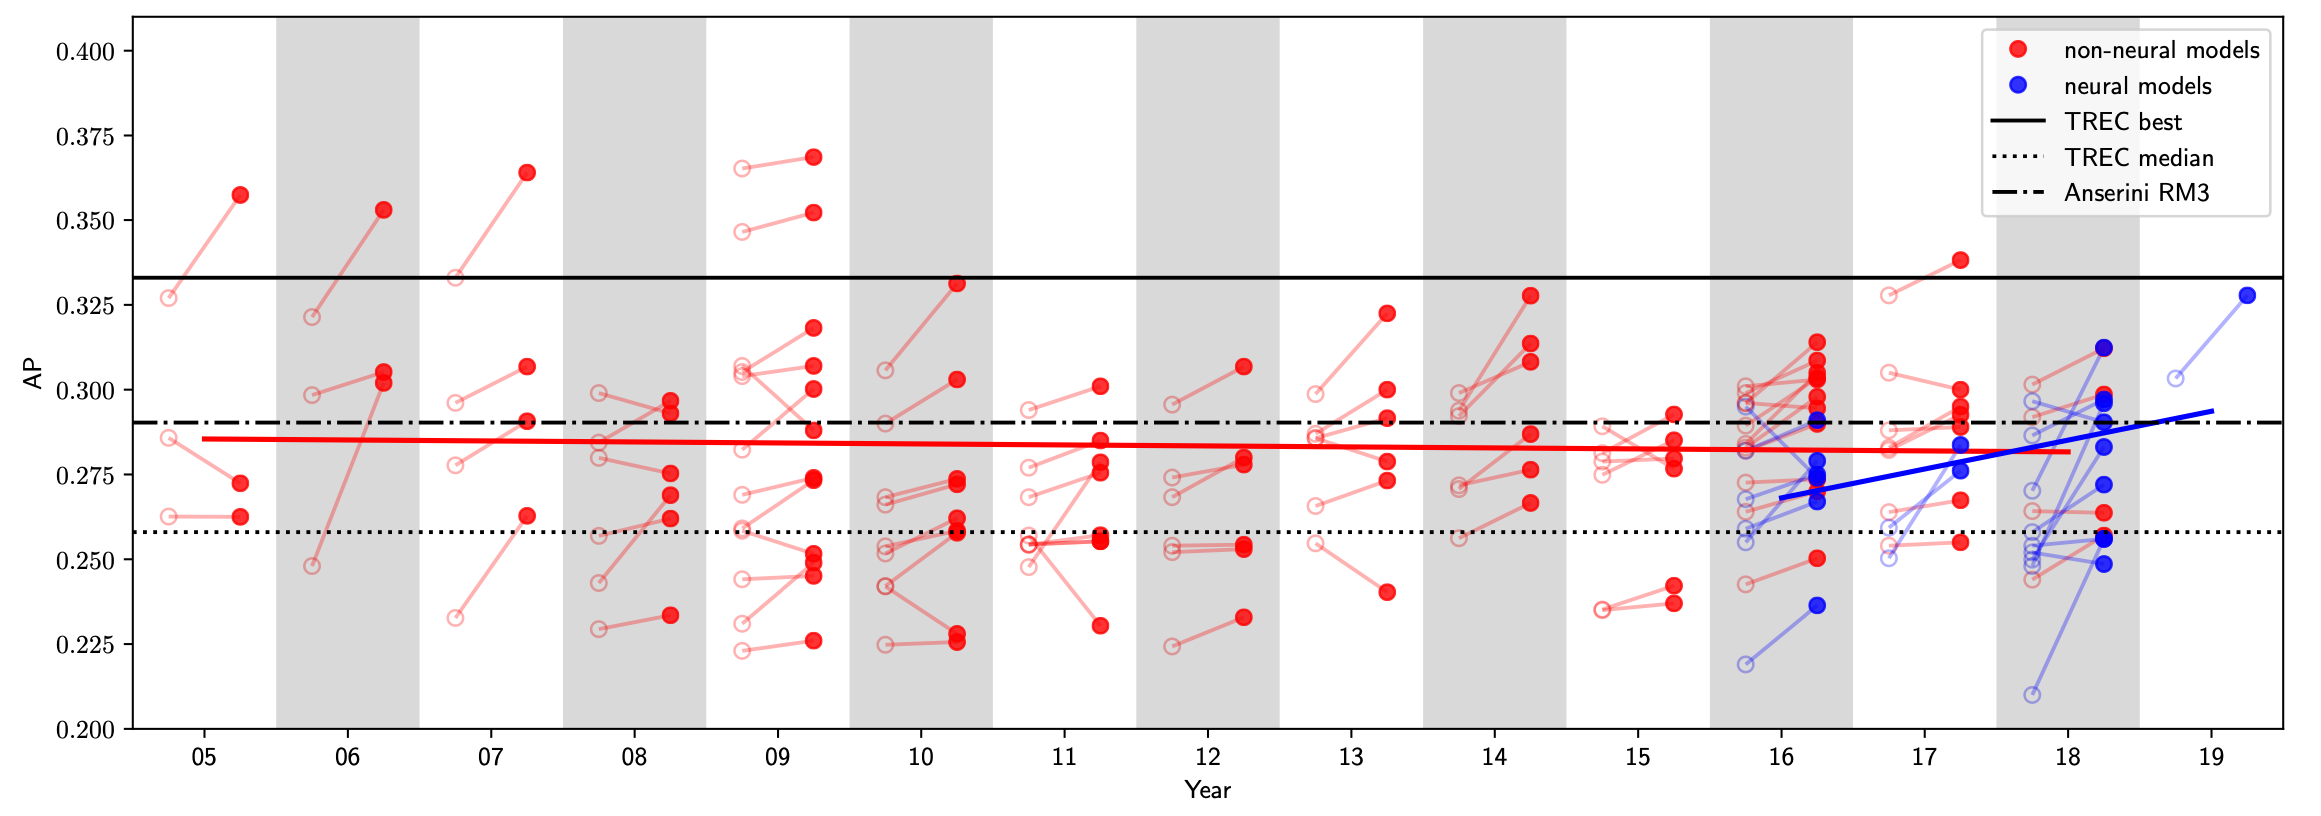 0.400
0.375
0.350
0.325
0.300
0.275
0.250
0.225
0.200
AP
05 06 07 08 09 10 11 12 13 14 15 16 17 18 19
Year
non-neural models
neural models
TREC best
TREC median
Anserini RM3